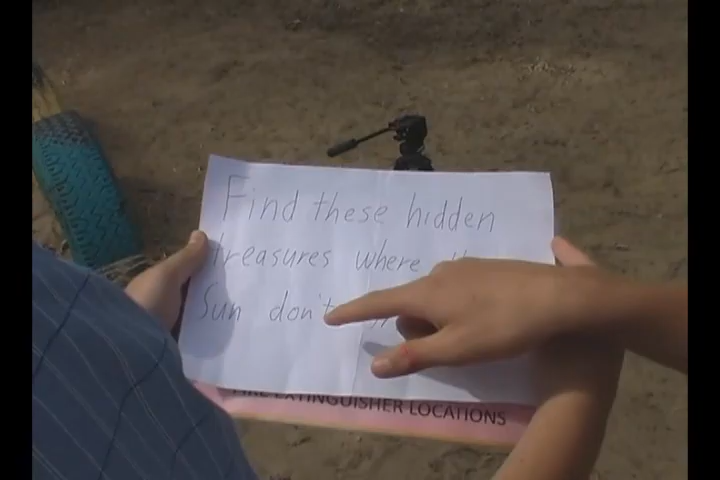 Find these hidden
treasures where
Sun don't
FIRE EXTINGUISHER LOCATIONS